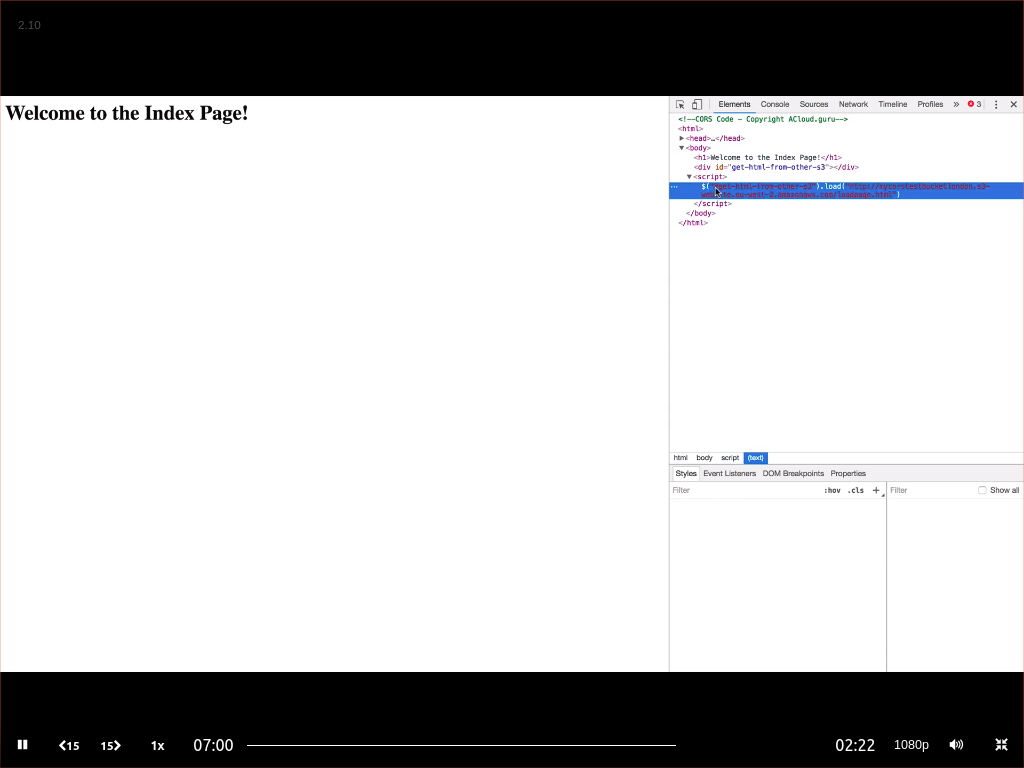 2.10
Welcome to the Index Page!
Elements Console Sources Network Timeline Profiles » 3
<!--CORS Code - Copyright ACloud.guru-->
<html>
<head>…</head>
<body>
<h1>Welcome to the Index Page!</h1>
<div id="get-html-from-other-s3"></div>
<script>
$( get-html-from-other-s3").load("http://mycorstestbucketlondon.s3-
website.eu-west-2.amazonaws.com/loadpage.html")
</script>
</body>
</html>
html body script (text)
Styles Event Listeners DOM Breakpoints Properties
Filter :hov .cls + Filter Show all
15 15 1x 07:00 02:22 1080p